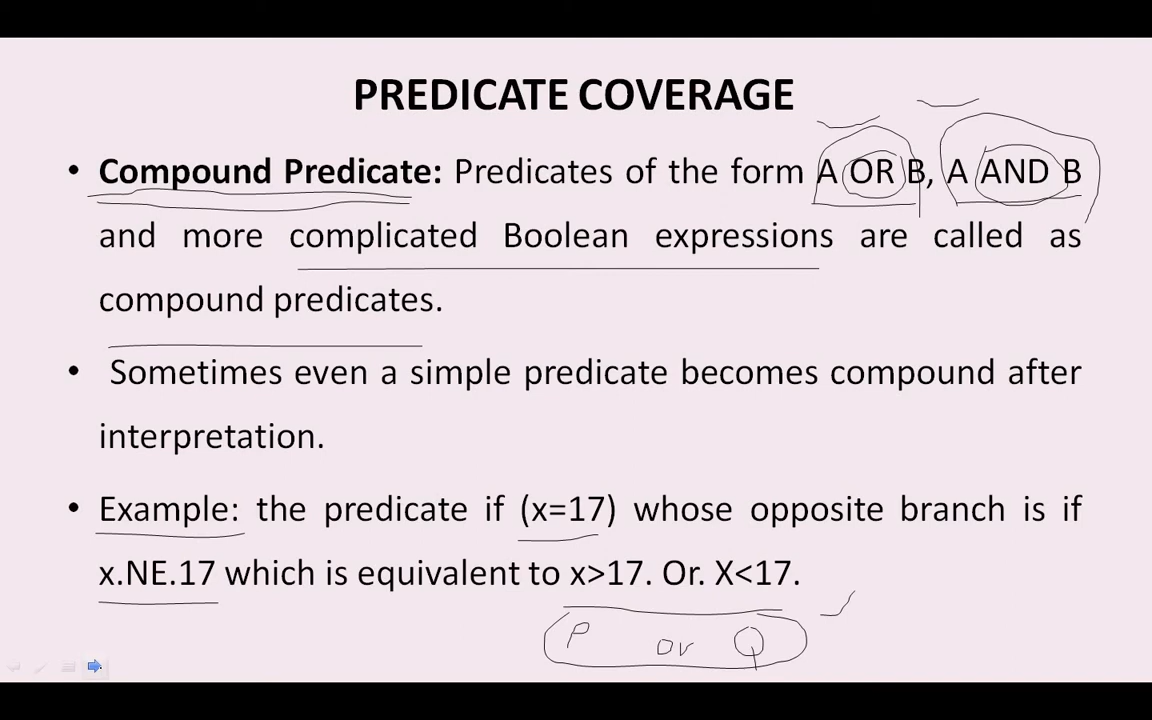 PREDICATE COVERAGE
• Compound Predicate: Predicates of the form A OR B, A AND B
and more complicated Boolean expressions are called as
compound predicates.
• Sometimes even a simple predicate becomes compound after
interpretation.
• Example: the predicate if (x=17) whose opposite branch is if
x.NE.17 which is equivalent to x>17. Or. X<17.
P or Q